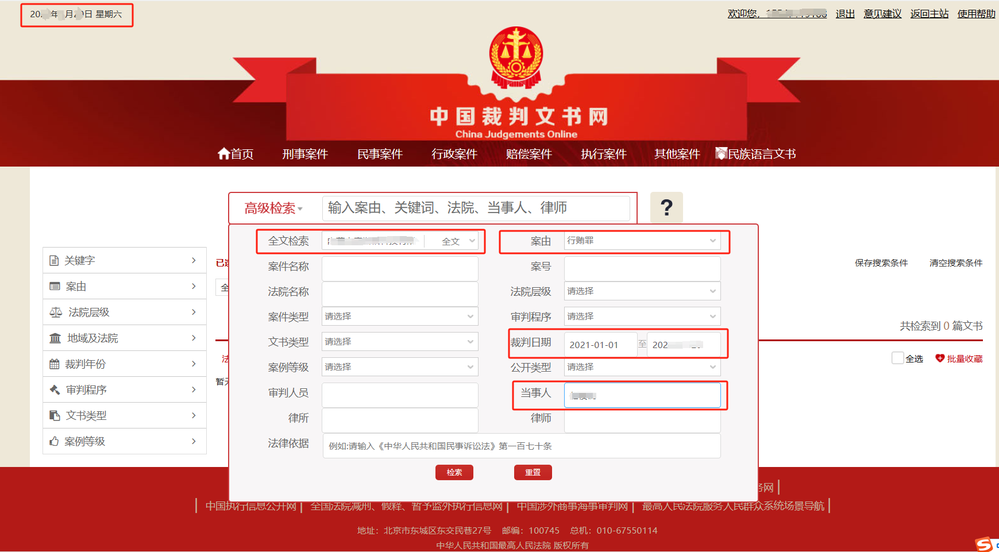 日 星期六
欢迎您, 退出 意见建议 返回主站 使用帮助
中国裁判文书网
China Judgements Online
首页 刑事案件 民事案件 行政案件 赔偿案件 执行案件 其他案件 民族语言文书
高级检索 输入案由、关键词、法院、当事人、律师 ?
全文检索 全文 案由 行贿罪
案件名称 案号
法院名称 法院层级 请选择
案件类型 请选择 审判程序 请选择
文书类型 请选择 裁判日期 2021-01-01 至 202
案例等级 请选择 公开类型 请选择
审判人员 当事人
律所 律师
法律依据 例如:请输入《中华人民共和国民事诉讼法》第一百七十条
检索 重置
关键字
案由
法院层级
地域及法院
裁判年份
审判程序
文书类型
案例等级
已
全
法
暂
保存搜索条件 清空搜索条件
共检索到 0 篇文书
全选 批量收藏
务网
中国执行信息公开网 全国法院减刑、假释、暂予监外执行信息网 中国涉外商事海事审判网 最高人民法院服务人民群众系统场景导航
地址：北京市东城区东交民巷27号 邮编：100745 总机：010-67550114
中华人民共和国最高人民法院 版权所有